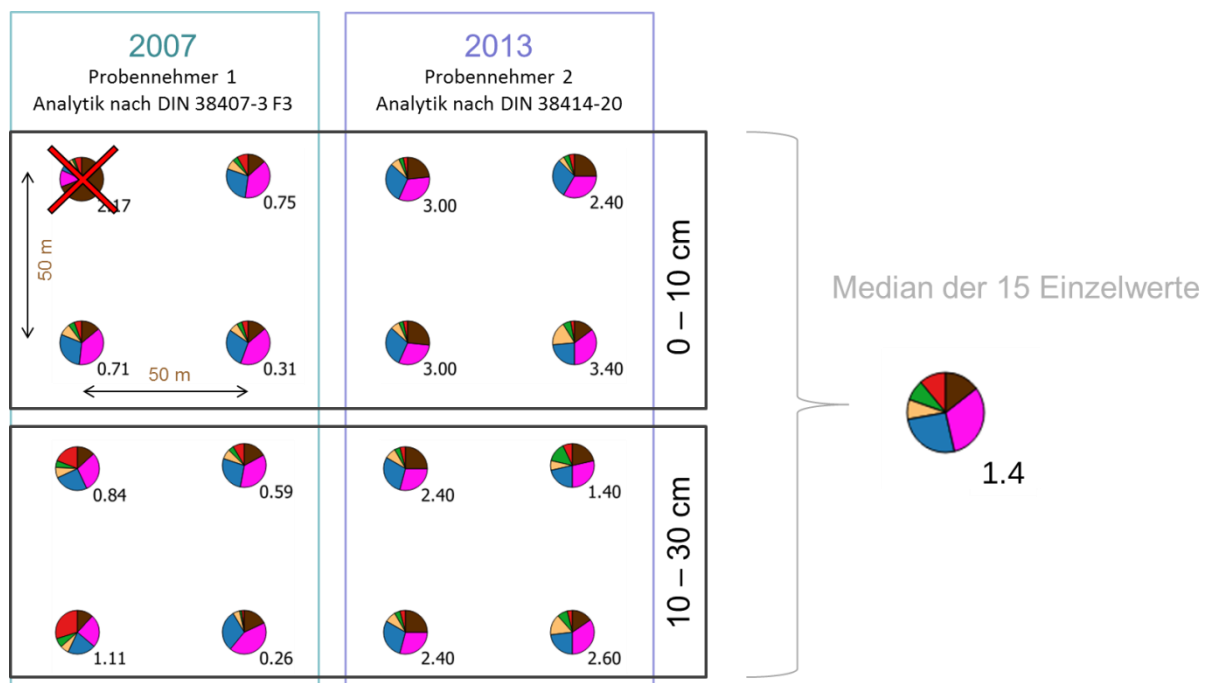 2007
Probennehmer 1
Analytik nach DIN 38407-3 F3
2013
Probennehmer 2
Analytik nach DIN 38414-20
2.17
0.75
3.00
2.40
50 m
0 – 10 cm
0.71
0.31
3.00
3.40
50 m
Median der 15 Einzelwerte
1.4
0.84
0.59
2.40
1.40
10 – 30 cm
1.11
0.26
2.40
2.60